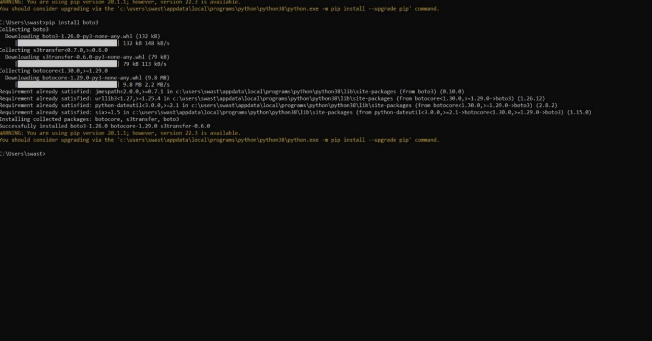 WARNING: You are using pip version 20.1.1; however, version 22.3 is available.
You should consider upgrading via the 'c:\users\swast\appdata\local\programs\python\python38\python.exe -m pip install --upgrade pip' command.
C:\Users\swast>pip install boto3
Collecting boto3
Downloading boto3-1.26.0-py3-none-any.whl (132 kB)
132 kB 148 kB/s
Collecting s3transfer<0.7.0,>=0.6.0
Downloading s3transfer-0.6.0-py3-none-any.whl (79 kB)
79 kB 113 kB/s
Collecting botocore<1.30.0,>=1.29.0
Downloading botocore-1.29.0-py3-none-any.whl (9.8 MB)
9.8 MB 2.2 MB/s
Requirement already satisfied: jmespath<2.0.0,>=0.7.1 in c:\users\swast\appdata\local\programs\python\python38\lib\site-packages (from boto3) (0.10.0)
Requirement already satisfied: urllib3<1.27,>=1.25.4 in c:\users\swast\appdata\local\programs\python\python38\lib\site-packages (from botocore<1.30.0,>=1.29.0->boto3) (1.26.12)
Requirement already satisfied: python-dateutil<3.0.0,>=2.1 in c:\users\swast\appdata\local\programs\python\python38\lib\site-packages (from botocore<1.30.0,>=1.29.0->boto3) (2.8.2)
Requirement already satisfied: six>=1.5 in c:\users\swast\appdata\local\programs\python\python38\lib\site-packages (from python-dateutil<3.0.0,>=2.1->botocore<1.30.0,>=1.29.0->boto3) (1.15.0)
Installing collected packages: botocore, s3transfer, boto3
Successfully installed boto3-1.26.0 botocore-1.29.0 s3transfer-0.6.0
WARNING: You are using pip version 20.1.1; however, version 22.3 is available.
You should consider upgrading via the 'c:\users\swast\appdata\local\programs\python\python38\python.exe -m pip install --upgrade pip' command.
C:\Users\swast>